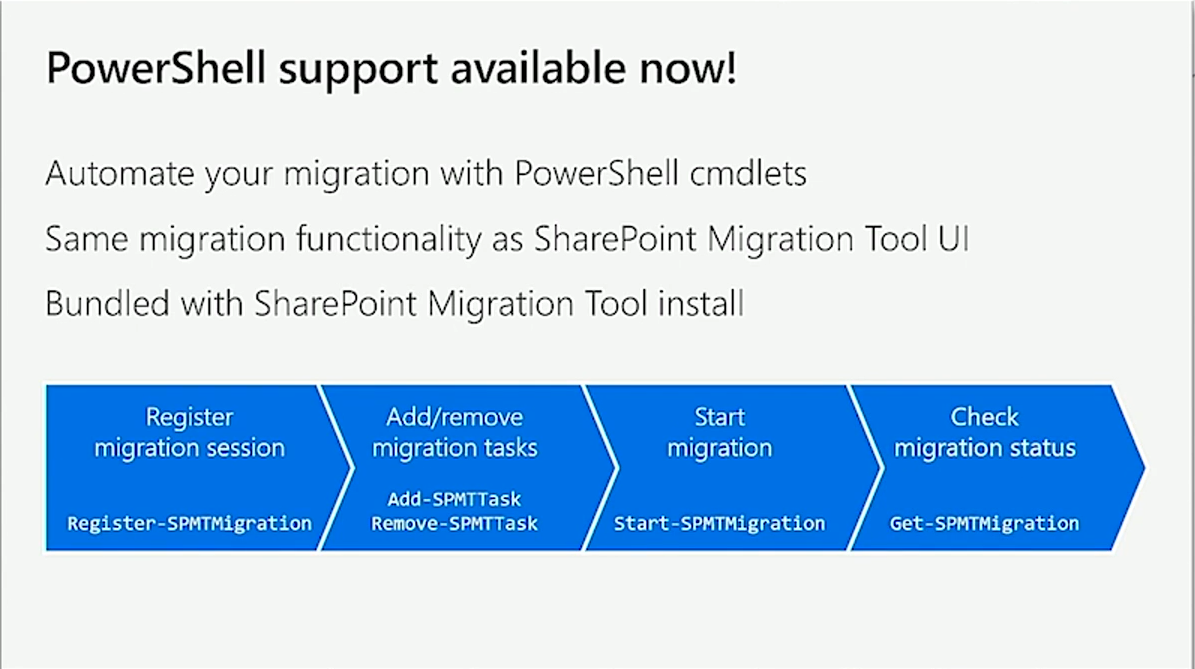 PowerShell support available now!
Automate your migration with PowerShell cmdlets
Same migration functionality as SharePoint Migration Tool UI
Bundled with SharePoint Migration Tool install
Register
migration session
Register-SPMTMigration
Add/remove
migration tasks
Add-SPMTTask
Remove-SPMTTask
Start
migration
Start-SPMTMigration
Check
migration status
Get-SPMTMigration